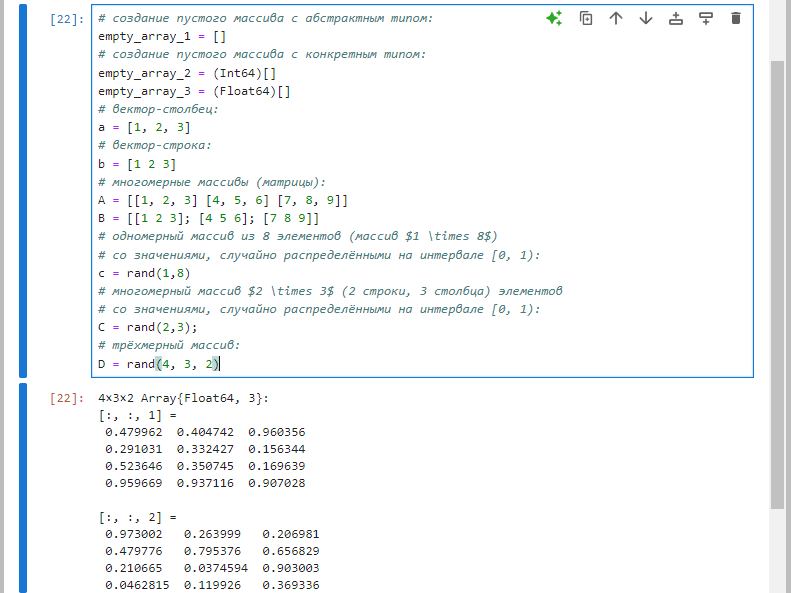 [22]: # создание пустого массива с абстрактным типом:
empty_array_1 = []
# создание пустого массива с конкретным типом:
empty_array_2 = (Int64)[]
empty_array_3 = (Float64)[]
# вектор-столбец:
a = [1, 2, 3]
# вектор-строка:
b = [1 2 3]
# многомерные массивы (матрицы):
A = [[1, 2, 3] [4, 5, 6] [7, 8, 9]]
B = [[1 2 3]; [4 5 6]; [7 8 9]]
# одномерный массив из 8 элементов (массив $1 \times 8$)
# со значениями, случайно распределёнными на интервале [0, 1):
c = rand(1,8)
# многомерный массив $2 \times 3$ (2 строки, 3 столбца) элементов
# со значениями, случайно распределёнными на интервале [0, 1):
C = rand(2,3);
# трёхмерный массив:
D = rand(4, 3, 2)
[22]: 4×3×2 Array{Float64, 3}:
[:, :, 1] =
0.479962 0.404742 0.960356
0.291031 0.332427 0.156344
0.523646 0.350745 0.169639
0.959669 0.937116 0.907028
[:, :, 2] =
0.973002 0.263999 0.206981
0.479776 0.795376 0.656829
0.210665 0.0374594 0.903003
0.0462815 0.119926 0.369336